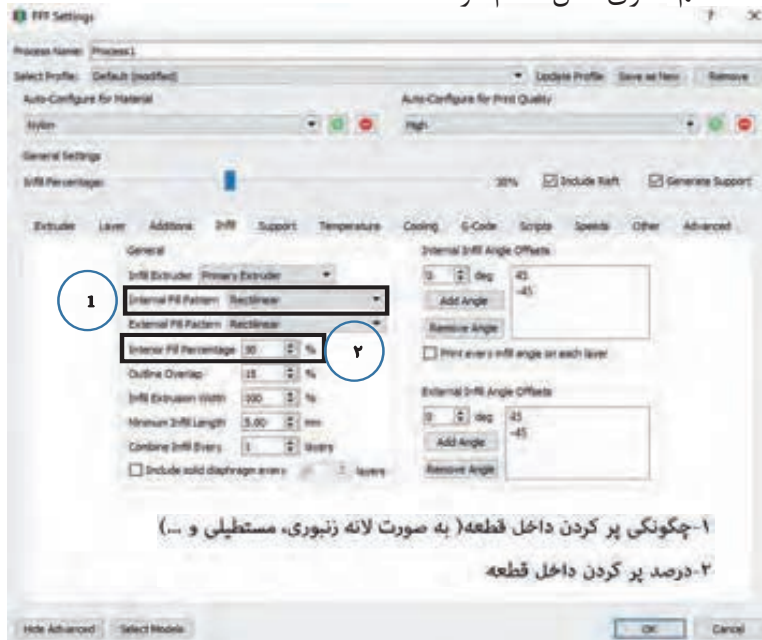 FFF Settings ? X
Process Name: Process1
Select Profile: Default (modified) Update Profile Save as New Remove
Auto-Configure for Material Auto-Configure for Print Quality
Nylon High
General Settings
Infill Percentage: 30% Include Raft Generate Support
Extruder Layer Additions Infill Support Temperature Cooling G-Code Scripts Speeds Other Advanced
General Internal Infill Angle Offsets
Infill Extruder Primary Extruder 0 deg 45
1 Internal Fill Pattern Rectilinear Add Angle -45
External Fill Pattern Rectilinear Remove Angle
Interior Fill Percentage 30 % ۲ Print every infill angle on each layer
Outline Overlap 15 %
Infill Extrusion Width 100 % External Infill Angle Offsets
Minimum Infill Length 5.00 mm 0 deg 45
Combine Infill Every 1 layers Add Angle -45
Include solid diaphragm every layers Remove Angle
۱-چگونگی پر کردن داخل قطعه( به صورت لانه زنبوری، مستطیلی و ...)
۲-درصد پر کردن داخل قطعه
Hide Advanced Select Models OK Cancel